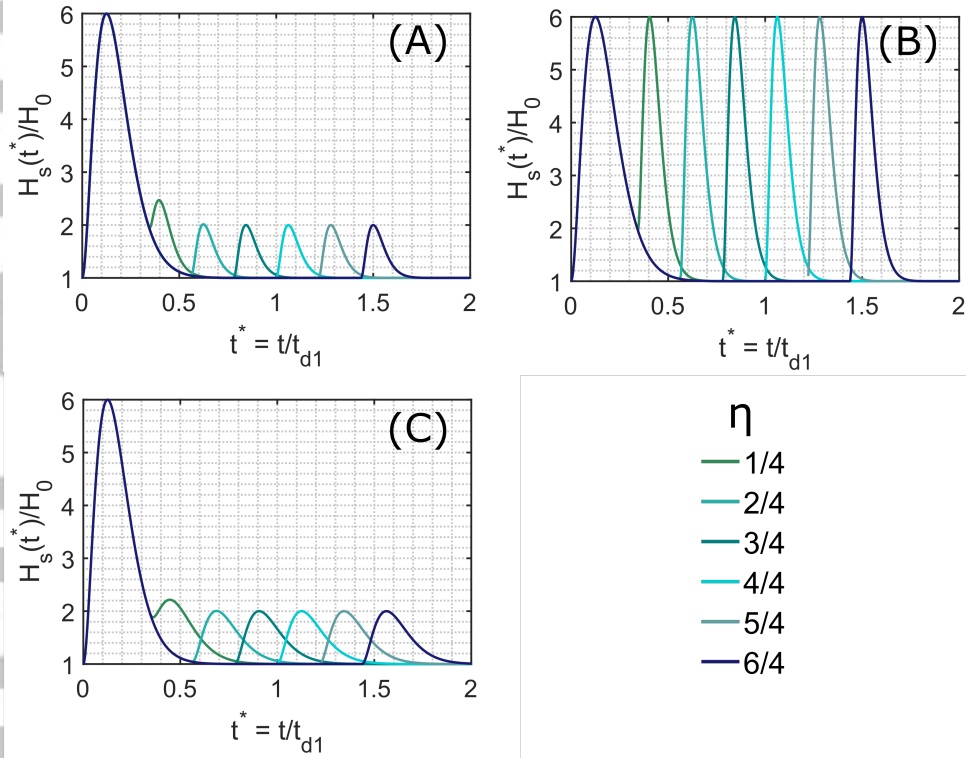 (A)
H_s(t^*)/H_0
6
5
4
3
2
1
0 0.5 1 1.5 2
t^* = t/t_d1
(B)
H_s(t^*)/H_0
6
5
4
3
2
1
0 0.5 1 1.5 2
t^* = t/t_d1
(C)
H_s(t^*)/H_0
6
5
4
3
2
1
0 0.5 1 1.5 2
t^* = t/t_d1
η
1/4
2/4
3/4
4/4
5/4
6/4